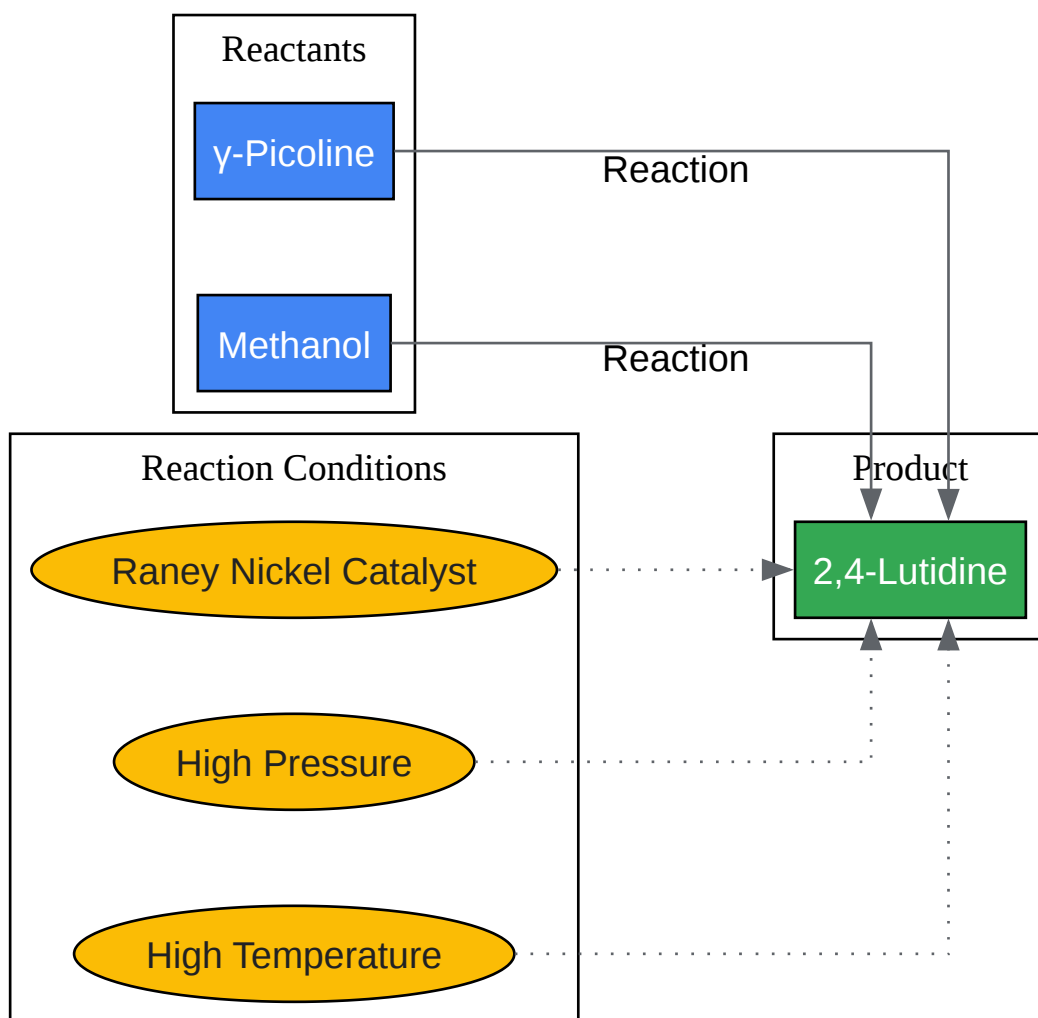 Reactants
γ-Picoline
Reaction
Methanol
Reaction
Reaction Conditions
Product
Raney Nickel Catalyst
2,4-Lutidine
High Pressure
High Temperature